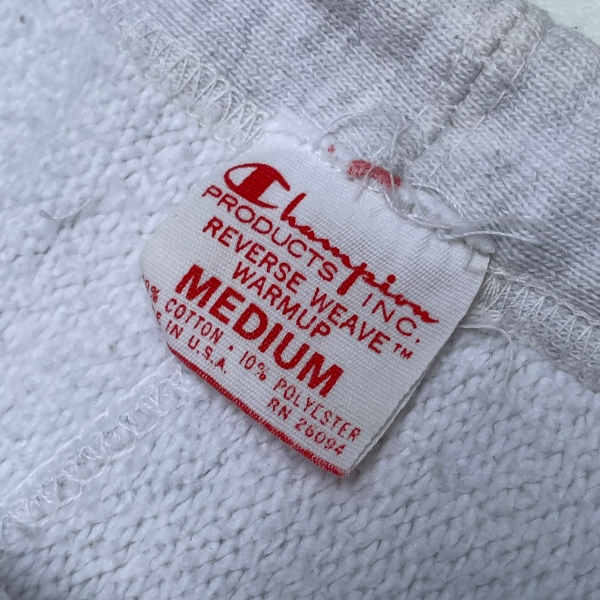 Champion
PRODUCTS INC.
REVERSE WEAVE™
WARMUP
MEDIUM
% COTTON · 10% POLYESTER
IN U.S.A.
RN 26094